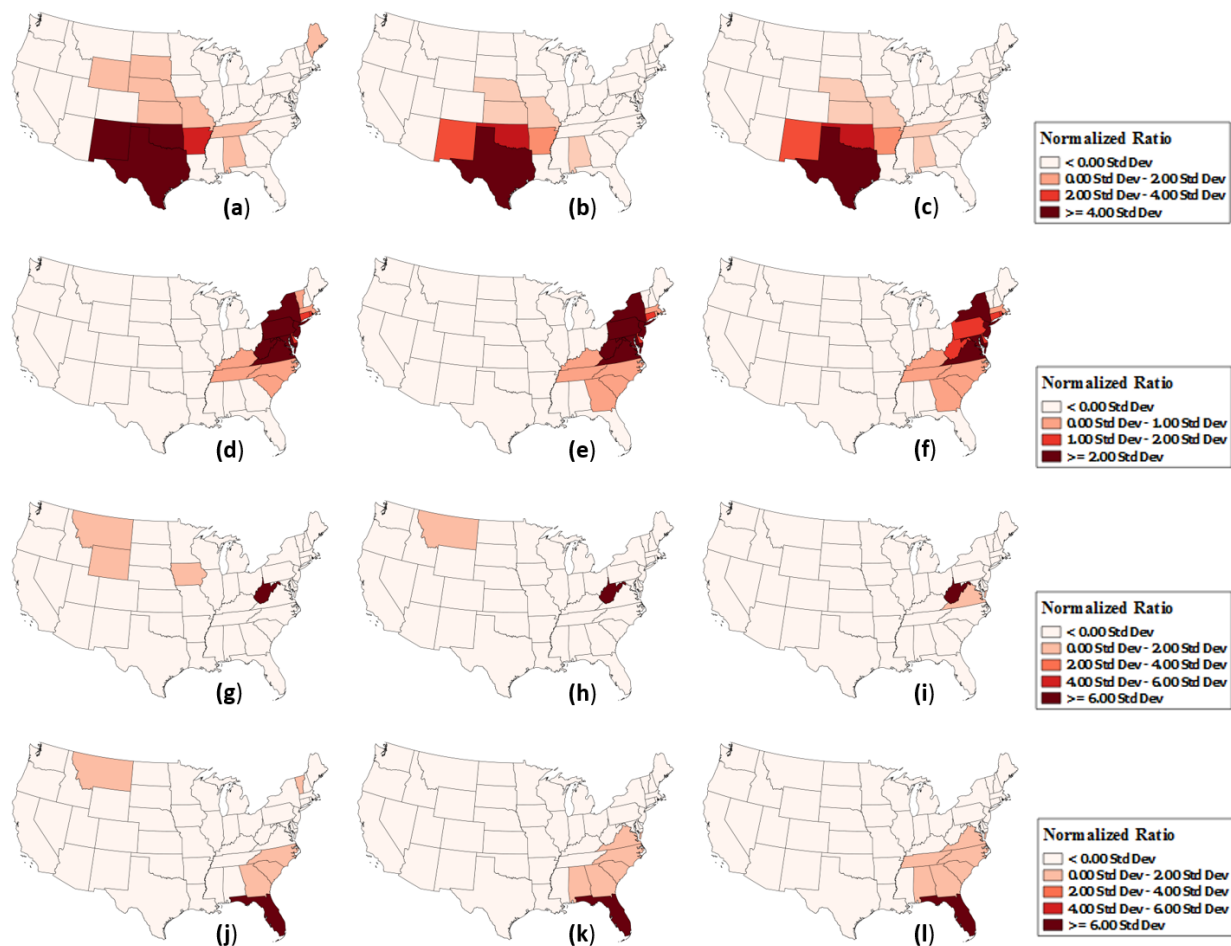 (a)
(b)
(c)
Normalized Ratio
< 0.00 Std Dev
0.00 Std Dev - 2.00 Std Dev
2.00 Std Dev - 4.00 Std Dev
>= 4.00 Std Dev
(d)
(e)
(f)
Normalized Ratio
< 0.00 Std Dev
0.00 Std Dev - 1.00 Std Dev
1.00 Std Dev - 2.00 Std Dev
>= 2.00 Std Dev
(g)
(h)
(i)
Normalized Ratio
< 0.00 Std Dev
0.00 Std Dev - 2.00 Std Dev
2.00 Std Dev - 4.00 Std Dev
4.00 Std Dev - 6.00 Std Dev
>= 6.00 Std Dev
(j)
(k)
(l)
Normalized Ratio
< 0.00 Std Dev
0.00 Std Dev - 2.00 Std Dev
2.00 Std Dev - 4.00 Std Dev
4.00 Std Dev - 6.00 Std Dev
>= 6.00 Std Dev